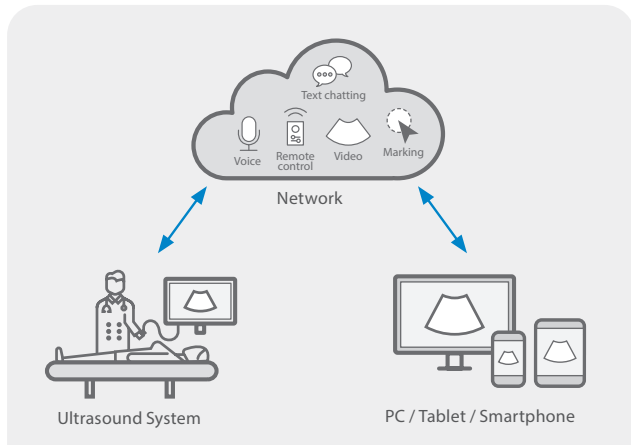 Text chatting
Voice
Remote
control
Video
Marking
Network
Ultrasound System
PC / Tablet / Smartphone